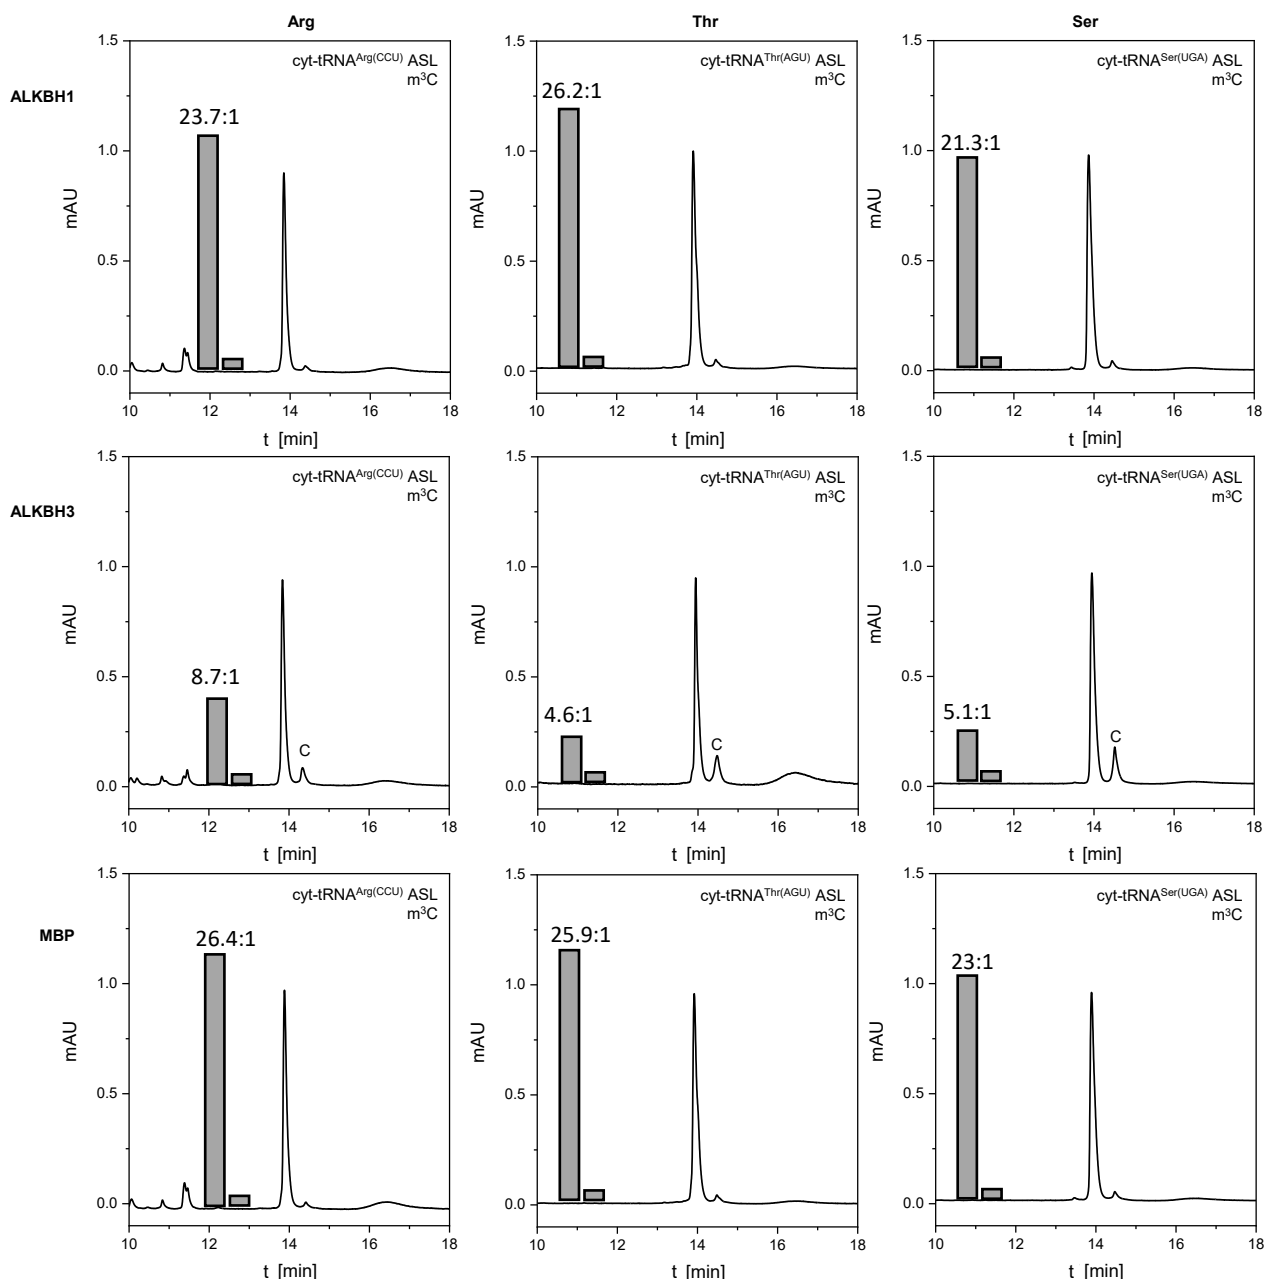 Arg
Thr
Ser
ALKBH1
1.5
1.0
0.5
0.0
mAU
cyt-tRNAArg(CCU) ASL
m³C
23.7:1
10 12 14 16 18
t [min]
1.5
1.0
0.5
0.0
mAU
cyt-tRNAThr(AGU) ASL
m³C
26.2:1
10 12 14 16 18
t [min]
1.5
1.0
0.5
0.0
mAU
cyt-tRNASer(UGA) ASL
m³C
21.3:1
10 12 14 16 18
t [min]
ALKBH3
1.5
1.0
0.5
0.0
mAU
cyt-tRNAArg(CCU) ASL
m³C
8.7:1
C
10 12 14 16 18
t [min]
1.5
1.0
0.5
0.0
mAU
cyt-tRNAThr(AGU) ASL
m³C
4.6:1
C
10 12 14 16 18
t [min]
1.5
1.0
0.5
0.0
mAU
cyt-tRNASer(UGA) ASL
m³C
5.1:1
C
10 12 14 16 18
t [min]
MBP
1.5
1.0
0.5
0.0
mAU
cyt-tRNAArg(CCU) ASL
m³C
26.4:1
10 12 14 16 18
t [min]
1.5
1.0
0.5
0.0
mAU
cyt-tRNAThr(AGU) ASL
m³C
25.9:1
10 12 14 16 18
t [min]
1.5
1.0
0.5
0.0
mAU
cyt-tRNASer(UGA) ASL
m³C
23:1
10 12 14 16 18
t [min]